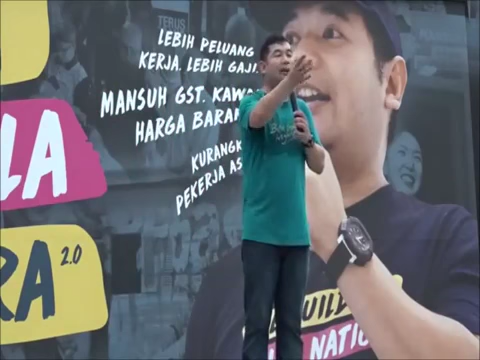 TERUS
LEBIH PELUANG
KERJA. LEBIH GAJI.
MANSUH GST. KAWA
HARGA BARAN
KURANGK
PEKERJA AS
LA
RA 2.0
BUILD
NATIO